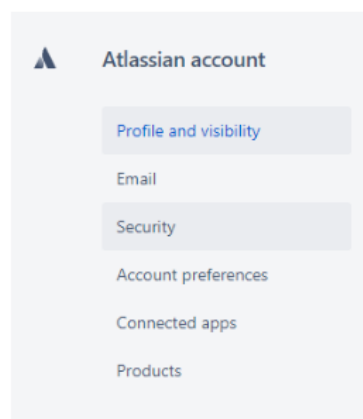 Atlassian account
Profile and visibility
Email
Security
Account preferences
Connected apps
Products